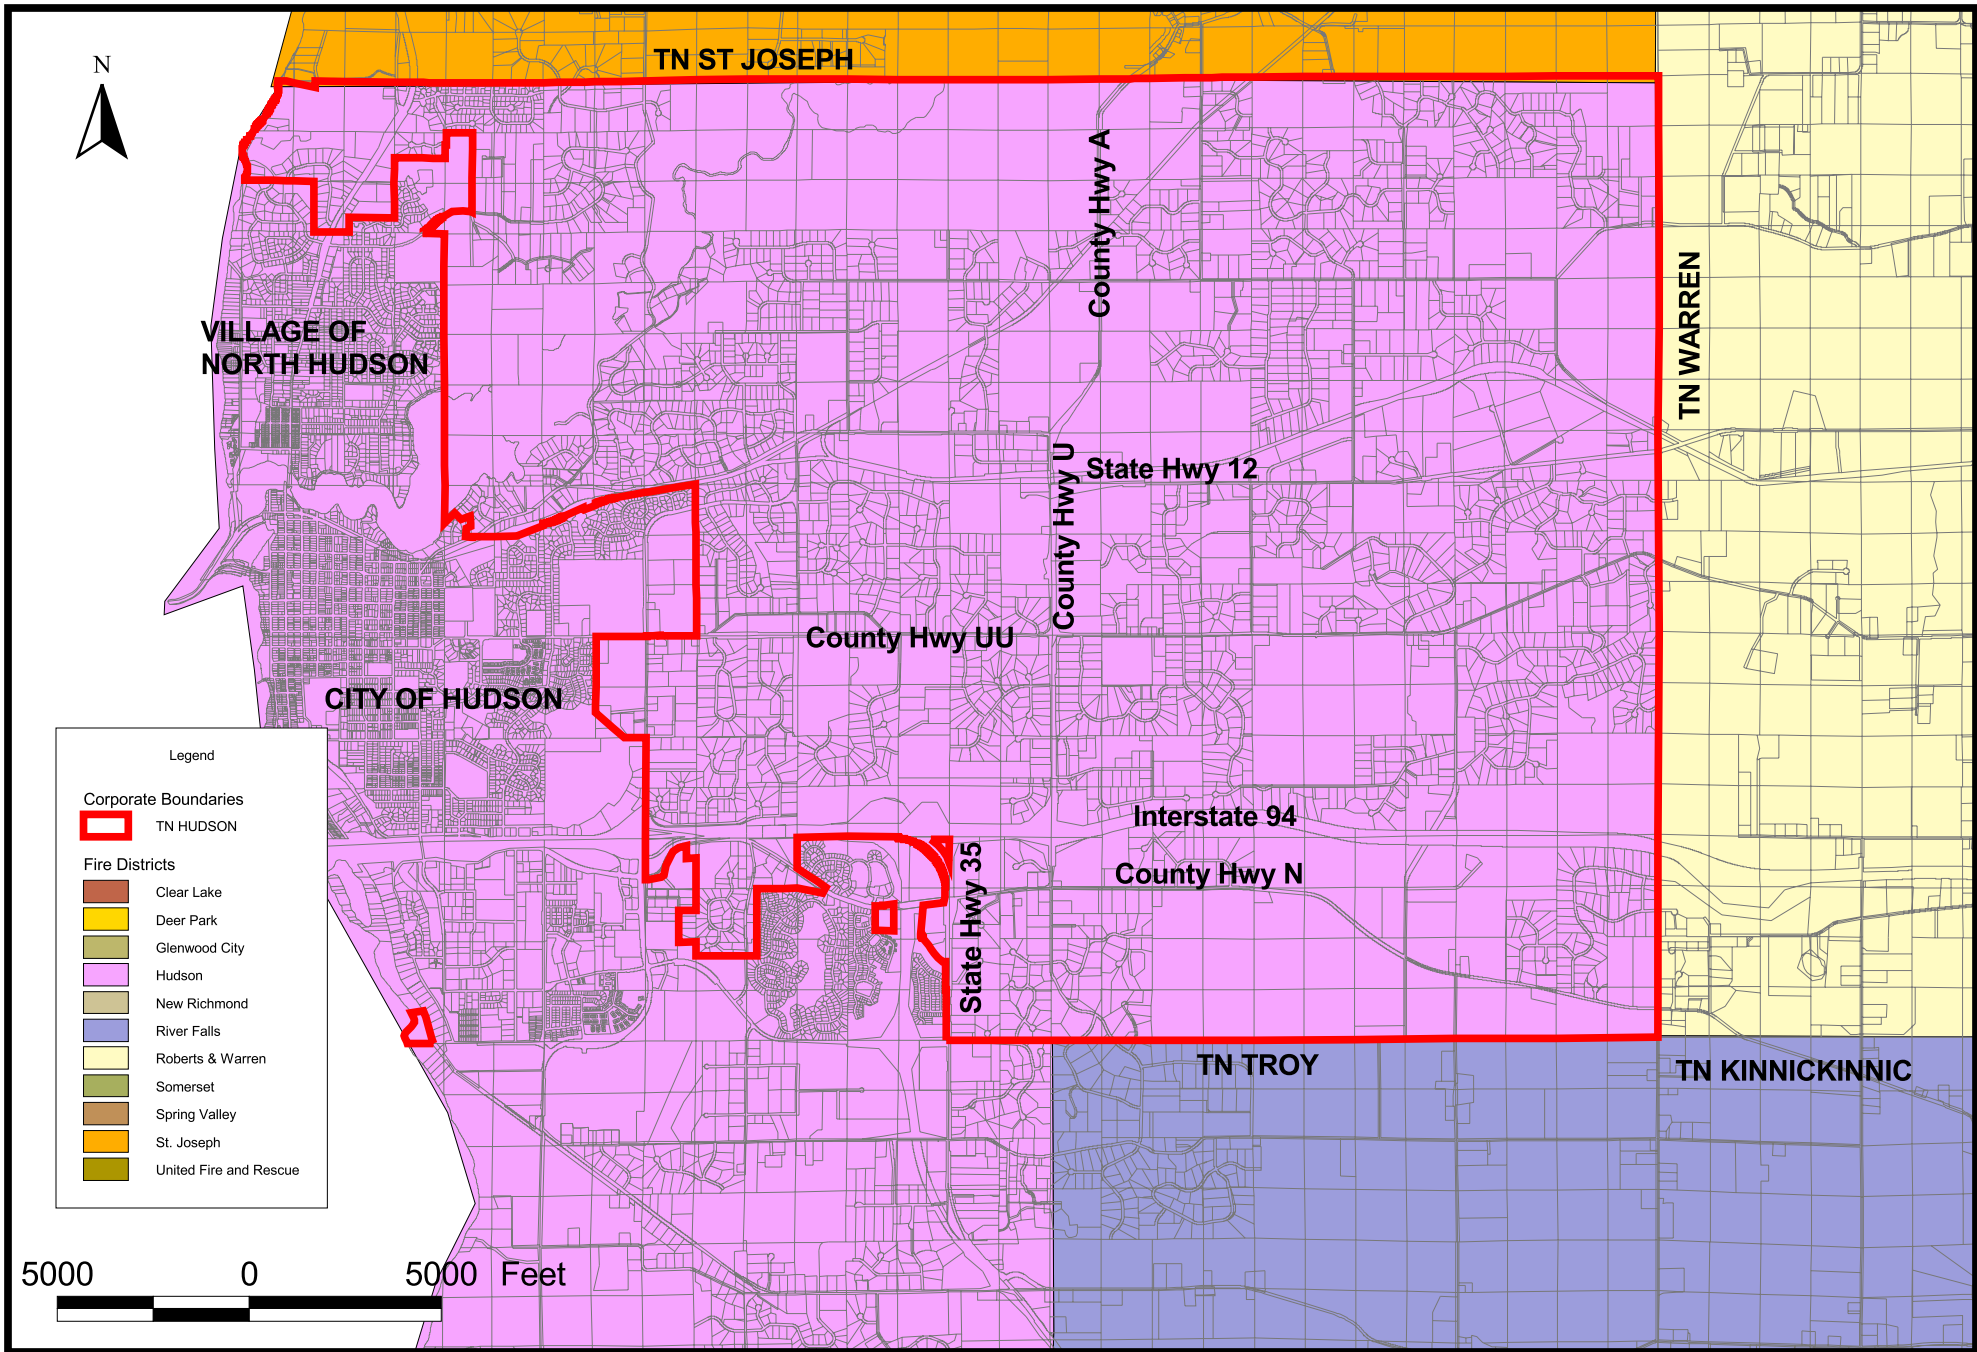 TN ST JOSEPH
N
County Hwy A
TN WARREN
VILLAGE OF
NORTH HUDSON
State Hwy 12
County Hwy U
County Hwy UU
CITY OF HUDSON
Interstate 94
County Hwy N
State Hwy 35
TN TROY
TN KINNICKINNIC
Legend
Corporate Boundaries
TN HUDSON
Fire Districts
Clear Lake
Deer Park
Glenwood City
Hudson
New Richmond
River Falls
Roberts & Warren
Somerset
Spring Valley
St. Joseph
United Fire and Rescue
5000 0 5000 Feet